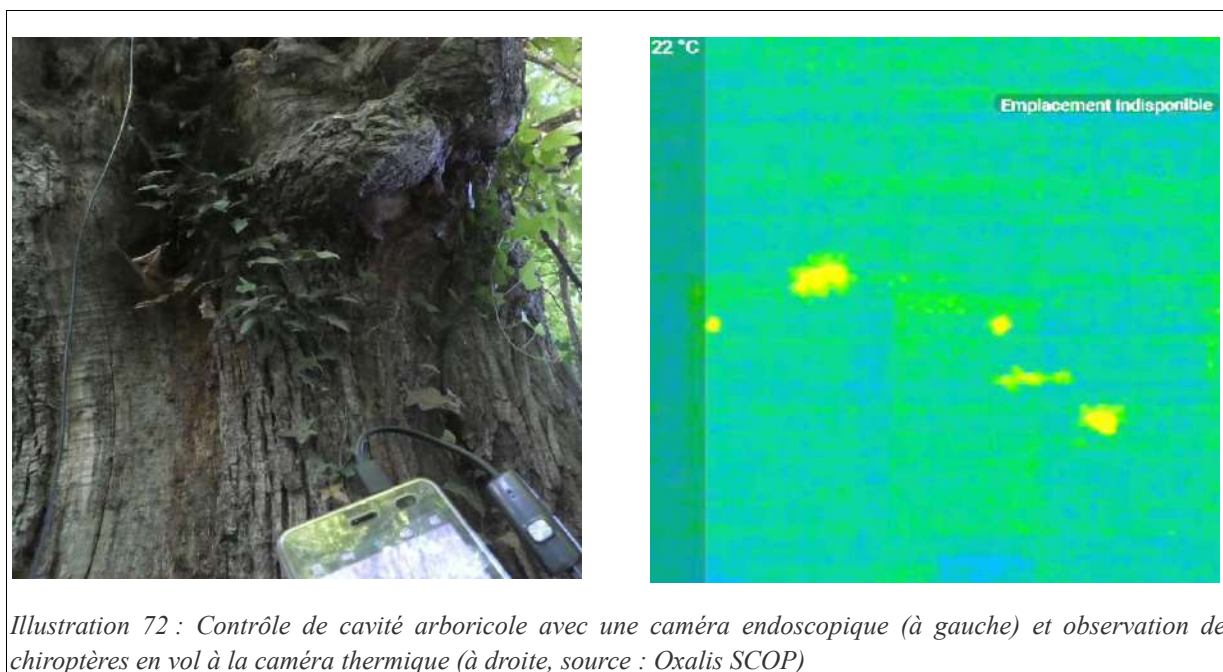 22 °C
Emplacement indisponible
Illustration 72 : Contrôle de cavité arboricole avec une caméra endoscopique (à gauche) et observation de
chiroptères en vol à la caméra thermique (à droite, source : Oxalis SCOP)